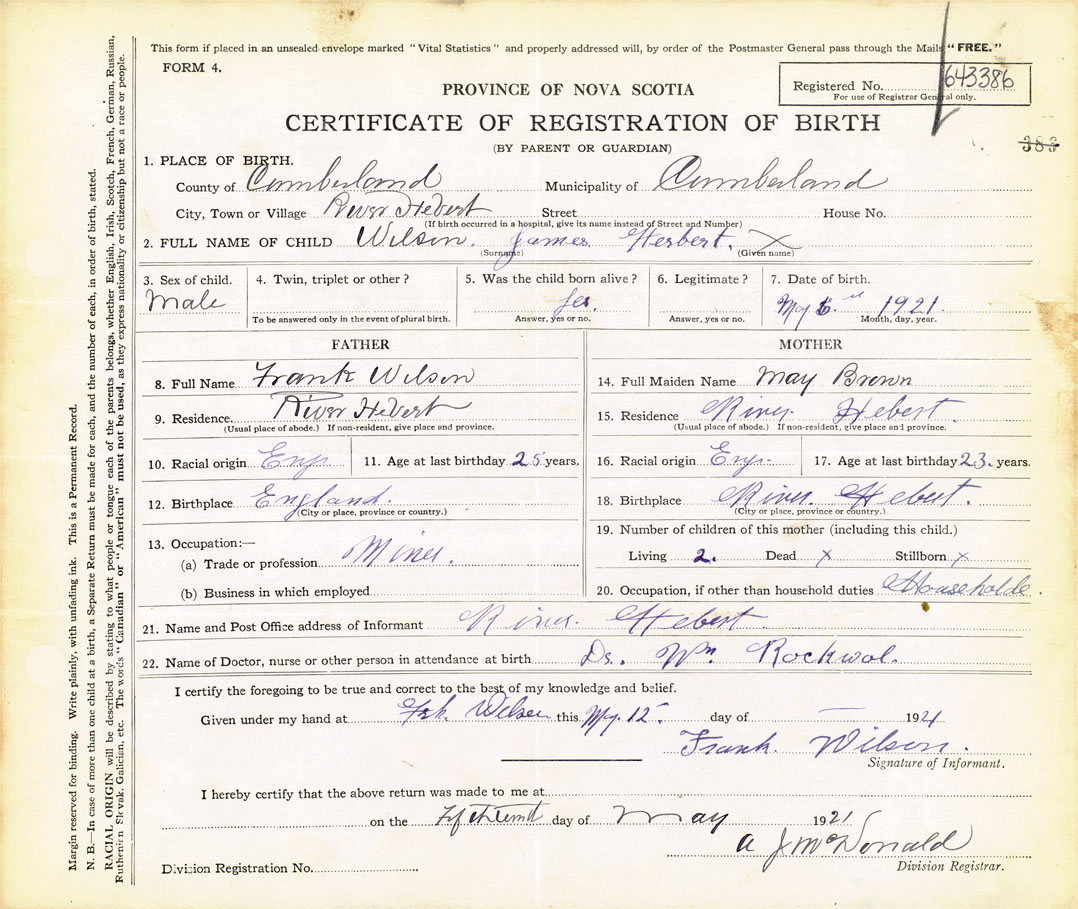 This form if placed in an unsealed envelope marked "Vital Statistics" and properly addressed will, by order of the Postmaster General pass through the Mails "FREE."
FORM 4.
Registered No. 643386
For use of Registrar General only.
PROVINCE OF NOVA SCOTIA
CERTIFICATE OF REGISTRATION OF BIRTH
(BY PARENT OR GUARDIAN)
383
1. PLACE OF BIRTH.
County of Cumberland Municipality of Cumberland
City, Town or Village River Hebert Street House No.
(If birth occurred in a hospital, give its name instead of Street and Number)
2. FULL NAME OF CHILD Wilson. James Herbert. X
(Surname) (Given name)
3. Sex of child. 4. Twin, triplet or other? 5. Was the child born alive? 6. Legitimate? 7. Date of birth.
Male Yes. May 1921
To be answered only in the event of plural birth. Answer, yes or no. Answer, yes or no. Month, day, year.
FATHER
8. Full Name Frank Wilson
9. Residence. River Hebert
(Usual place of abode.) If non-resident, give place and province.
10. Racial origin Eng. 11. Age at last birthday 25 years.
12. Birthplace England.
(City or place, province or country.)
13. Occupation:—
(a) Trade or profession Miner.
(b) Business in which employed
MOTHER
14. Full Maiden Name May Brown
15. Residence River Hebert
(Usual place of abode.) If non-resident, give place and province.
16. Racial origin Eng. 17. Age at last birthday 23. years.
18. Birthplace River Hebert.
(City or place, province or country.)
19. Number of children of this mother (including this child.)
Living 2. Dead x Stillborn x
20. Occupation, if other than household duties
21. Name and Post Office address of Informant River Hebert
22. Name of Doctor, nurse or other person in attendance at birth Dr. Wm. Rockwol.
I certify the foregoing to be true and correct to the best of my knowledge and belief.
Given under my hand at Frk. Wilson this May. 12. day of — 1921
Frank. Wilson.
Signature of Informant.
I hereby certify that the above return was made to me at
on the day of May 1921
A J McDonald
Division Registrar.
Division Registration No.
Margin reserved for binding. Write plainly, with unfading ink. This is a Permanent Record.
N. B.—In case of more than one child at a birth, a Separate Return must be made for each, and the number of each, in order of birth, stated.
RACIAL ORIGIN will be described by stating to what people or tongue each of the parents belongs, whether English, Irish, Scotch, French, German, Russian,
Ruthenian Slovak, Galician, etc. The words "Canadian" or "American" must not be used, as they express nationality or citizenship but not a race or people.